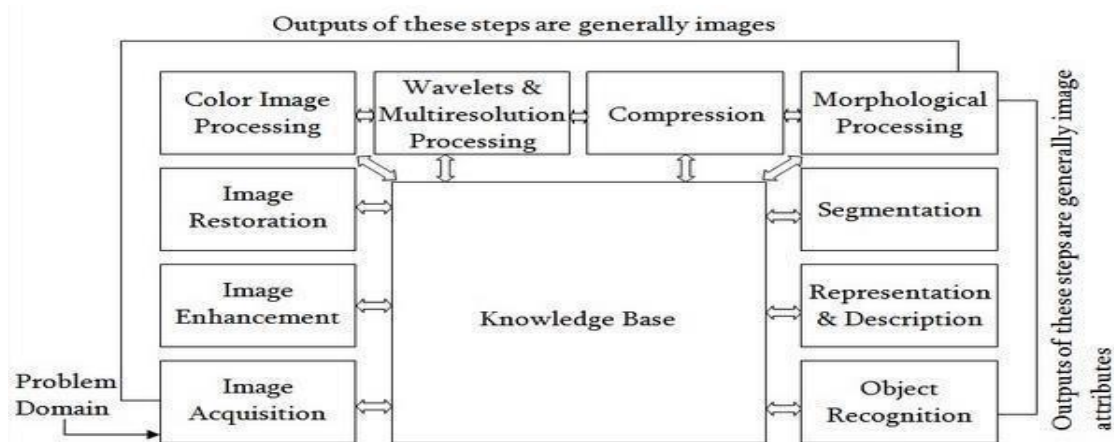 Outputs of these steps are generally images
Color Image
Processing
Wavelets &
Multiresolution
Processing
Compression
Morphological
Processing
Image
Restoration
Segmentation
Image
Enhancement
Knowledge Base
Representation
& Description
Problem
Domain
Image
Acquisition
Object
Recognition
Outputs of these steps are generally image
attributes